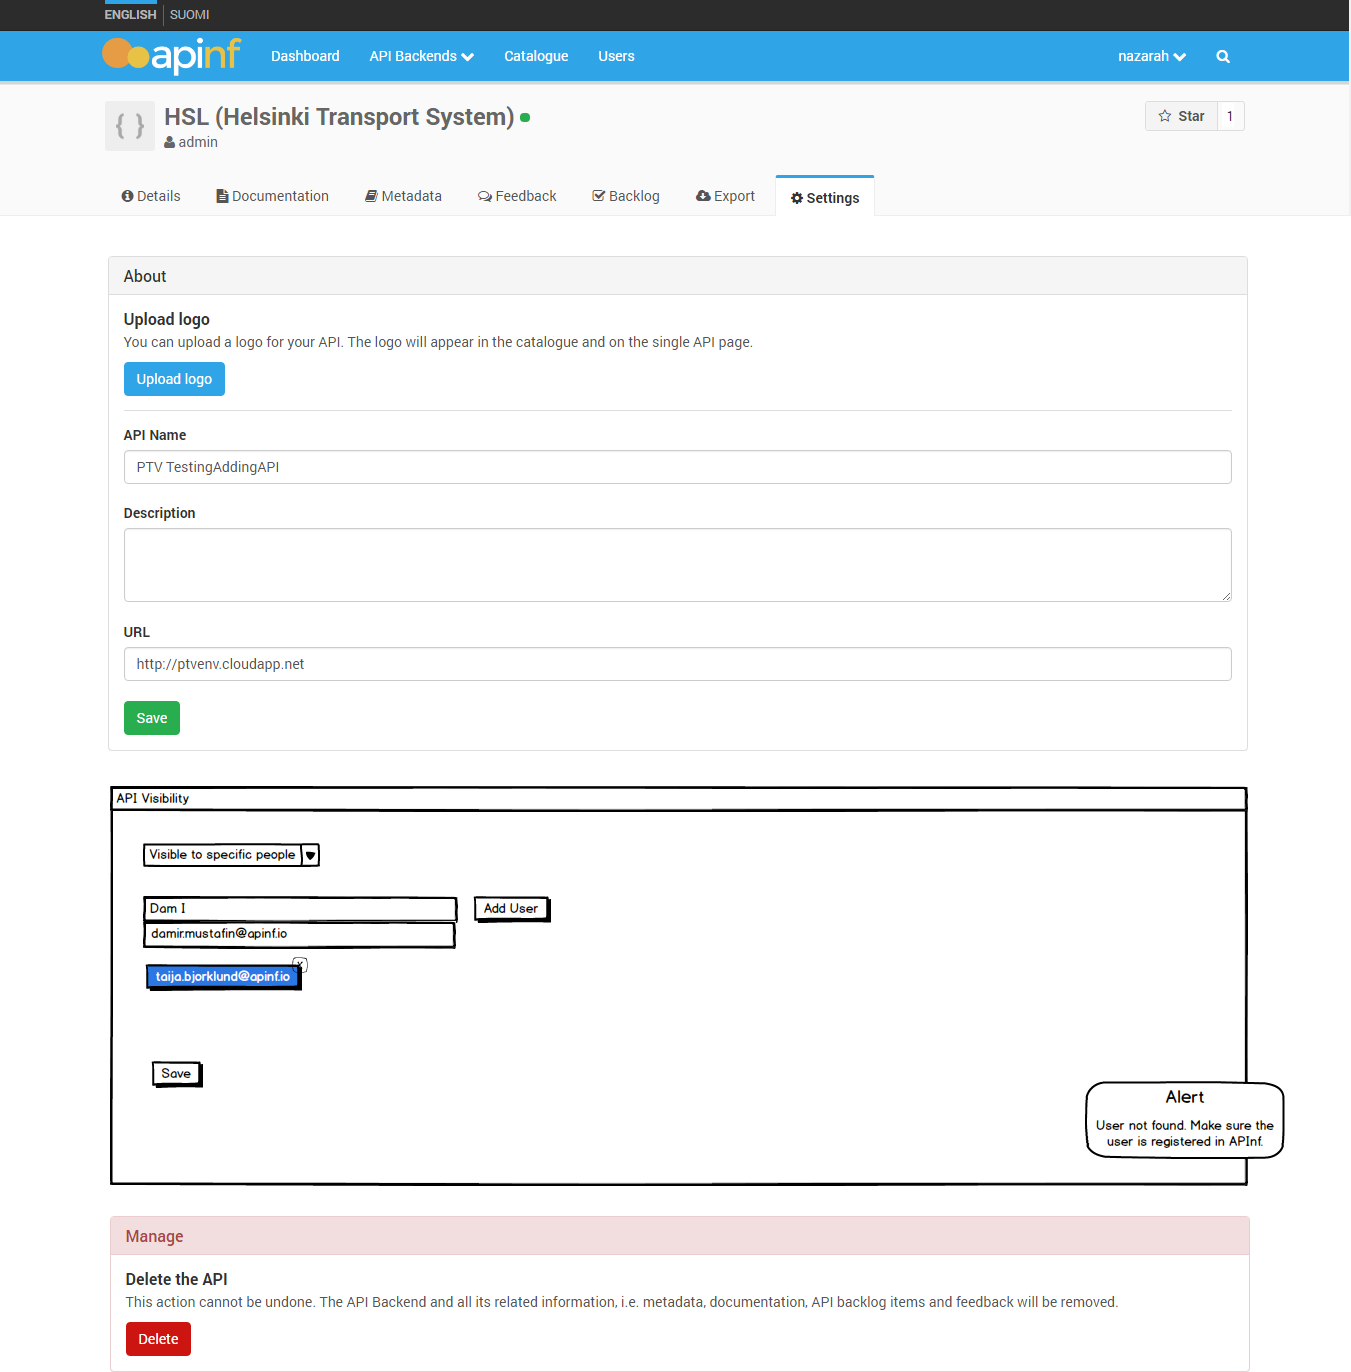 ENGLISH SUOMI
apinf Dashboard API Backends Catalogue Users nazarah
HSL (Helsinki Transport System) Star 1
admin
Details Documentation Metadata Feedback Backlog Export Settings
About
Upload logo
You can upload a logo for your API. The logo will appear in the catalogue and on the single API page.
Upload logo
API Name
PTV TestingAddingAPI
Description
URL
http://ptvenv.cloudapp.net
Save
API Visibility
Visible to specific people
Dam I Add User
damir.mustafin@apinf.io
x
taija.bjorklund@apinf.io
Save
Alert
User not found. Make sure the
user is registered in APInf.
Manage
Delete the API
This action cannot be undone. The API Backend and all its related information, i.e. metadata, documentation, API backlog items and feedback will be removed.
Delete